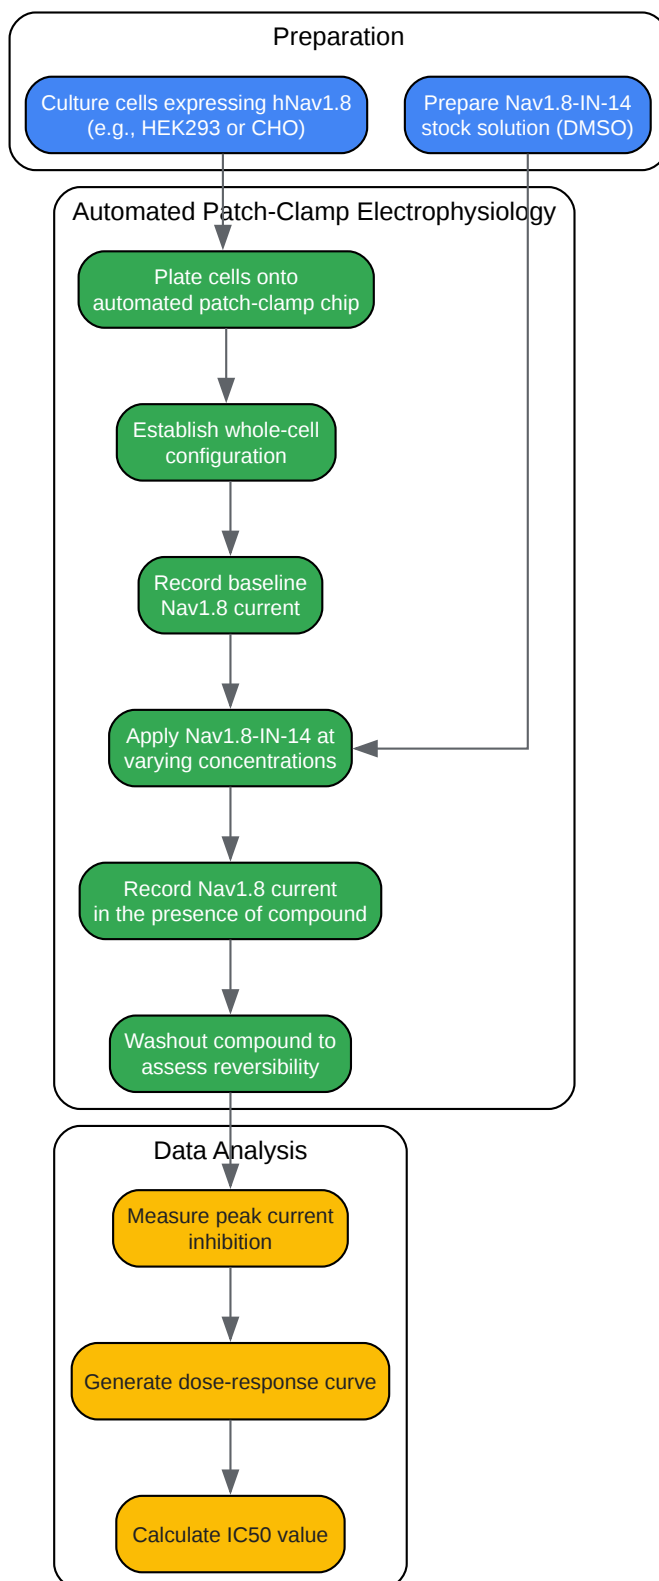 Preparation
Culture cells expressing hNav1.8
(e.g., HEK293 or CHO)
Prepare Nav1.8-IN-14
stock solution (DMSO)
Automated Patch-Clamp Electrophysiology
Plate cells onto
automated patch-clamp chip
Establish whole-cell
configuration
Record baseline
Nav1.8 current
Apply Nav1.8-IN-14 at
varying concentrations
Record Nav1.8 current
in the presence of compound
Washout compound to
assess reversibility
Data Analysis
Measure peak current
inhibition
Generate dose-response curve
Calculate IC50 value